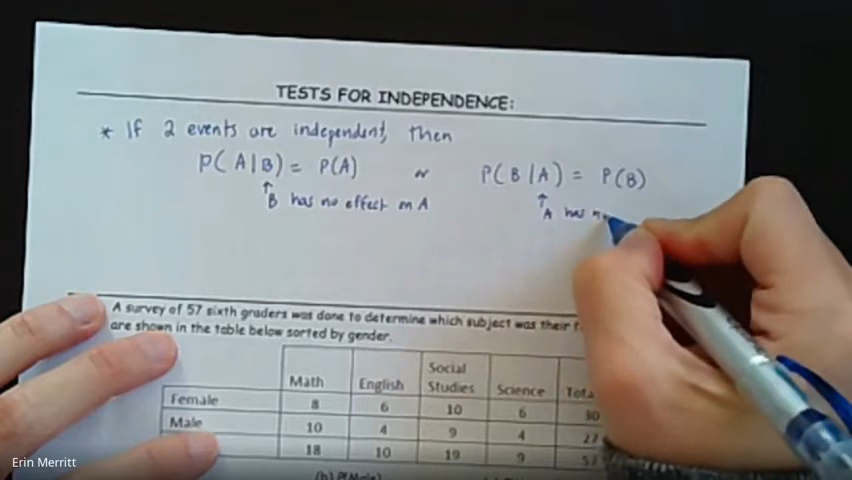 TESTS FOR INDEPENDENCE:
* If 2 events are independent, then
P(A|B) = P(A) or P(B|A) = P(B)
↑ B has no effect on A ↑ A has
A survey of 57 sixth graders was done to determine which subject was their
are shown in the table below sorted by gender.
Math English Social Studies Science
Female 8 6 10 6 30
Male 10 4 9 4 27
18 10 19 9 57
Erin Merritt